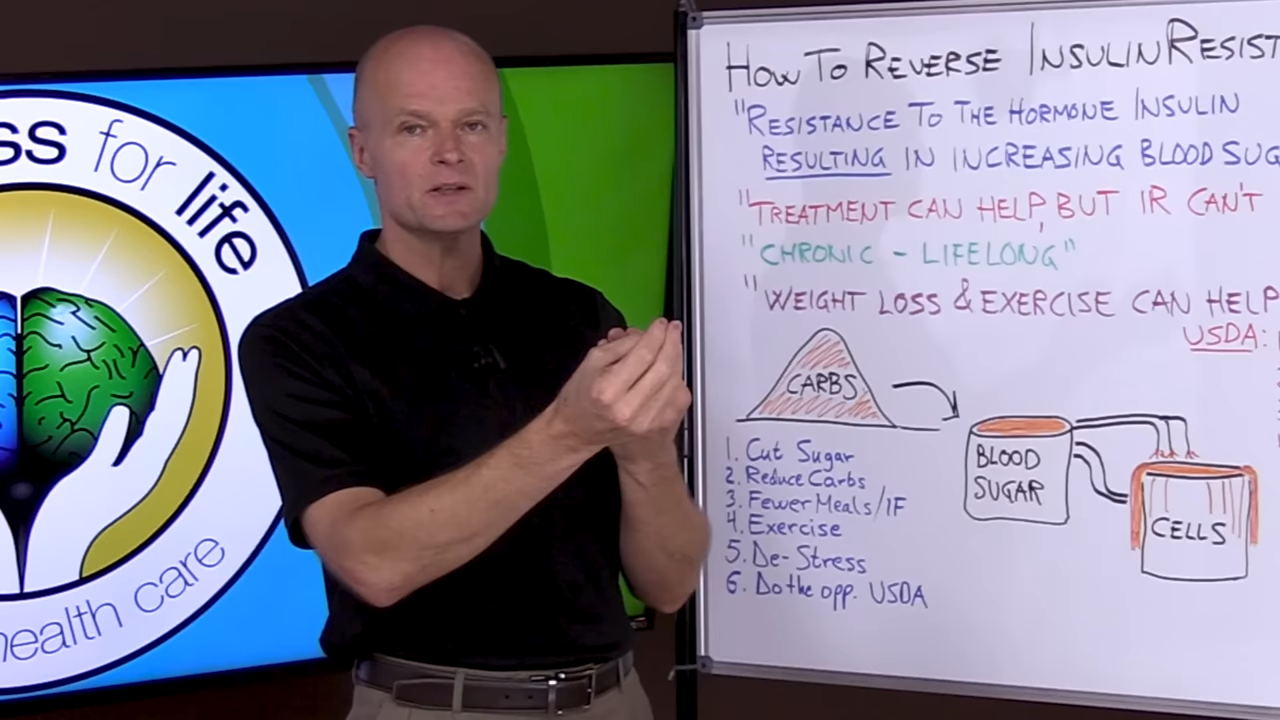 ss for life
health care
HOW TO REVERSE INSULIN RESIST
"RESISTANCE TO THE HORMONE INSULIN
RESULTING IN INCREASING BLOOD SUG
"TREATMENT CAN HELP, BUT IR CAN'T
"CHRONIC - LIFELONG"
"WEIGHT LOSS & EXERCISE CAN HELP
USDA:
CARBS
1. Cut Sugar
2. Reduce Carbs
3. Fewer Meals/IF
4. Exercise
5. De-Stress
6. Do the opp. USDA
BLOOD
SUGAR
CELLS